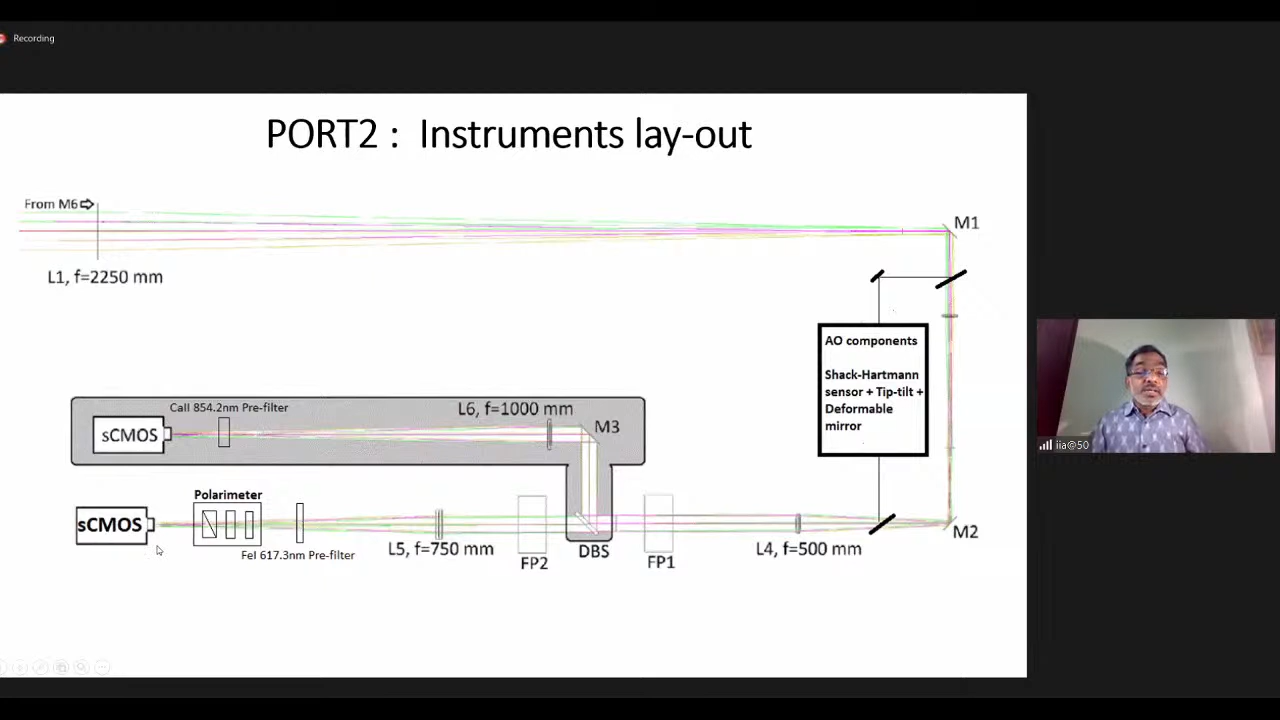 Recording
PORT2 : Instruments lay-out
From M6
M1
L1, f=2250 mm
AO components
Shack-Hartmann
sensor + Tip-tilt +
Deformable
mirror
CaII 854.2nm Pre-filter
L6, f=1000 mm
M3
sCMOS
iia@50
Polarimeter
sCMOS
FeI 617.3nm Pre-filter
L5, f=750 mm
FP2
DBS
FP1
L4, f=500 mm
M2